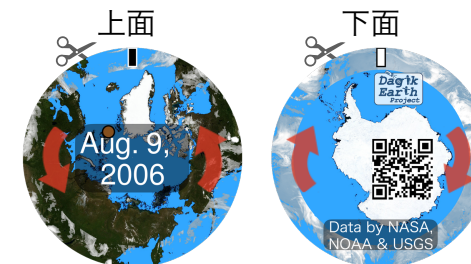 上面
下面
Aug. 9,
2006
Dagik
Earth
Project
Data by NASA,
NOAA & USGS